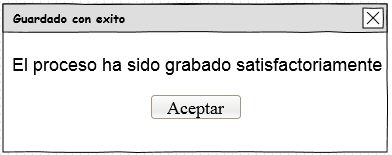 Guardado con exito
El proceso ha sido grabado satisfactoriamente
Aceptar